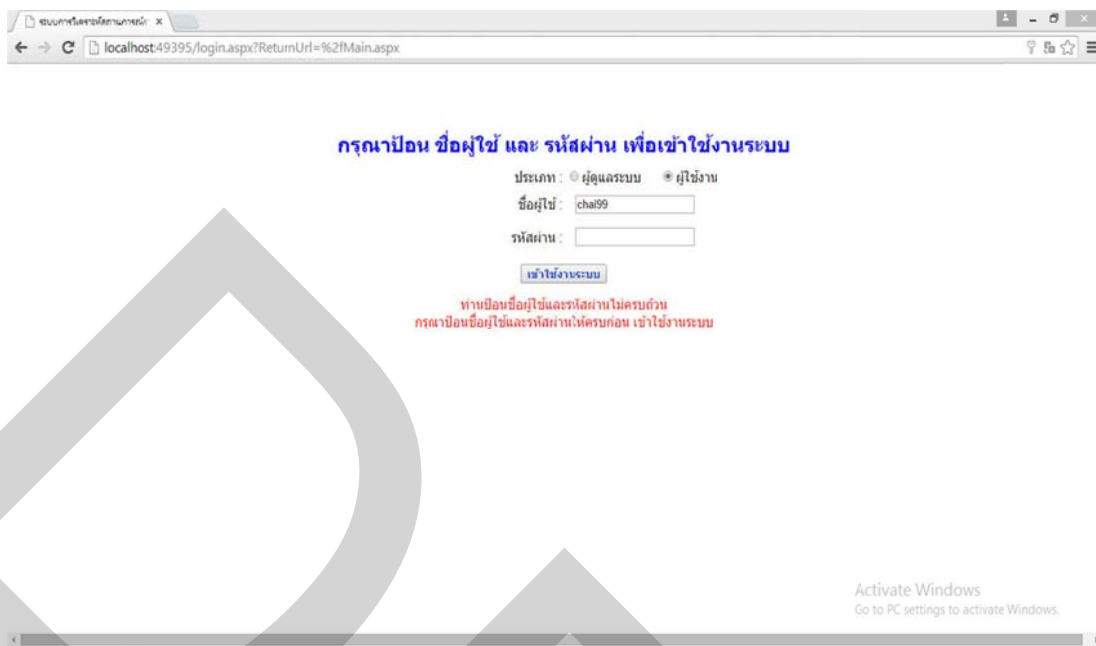 localhost:49395/login.aspx?ReturnUrl=%2fMain.aspx
กรุณาป้อน ชื่อผู้ใช้ และ รหัสผ่าน เพื่อเข้าใช้งานระบบ
ประเภท : ผู้ดูแลระบบ ผู้ใช้งาน
ชื่อผู้ใช้ : chai99
รหัสผ่าน :
เข้าใช้งานระบบ
ท่านป้อนชื่อผู้ใช้และรหัสผ่านไม่ครบถ้วน
กรุณาป้อนชื่อผู้ใช้และรหัสผ่านให้ครบก่อน เข้าใช้งานระบบ
Activate Windows
Go to PC settings to activate Windows.